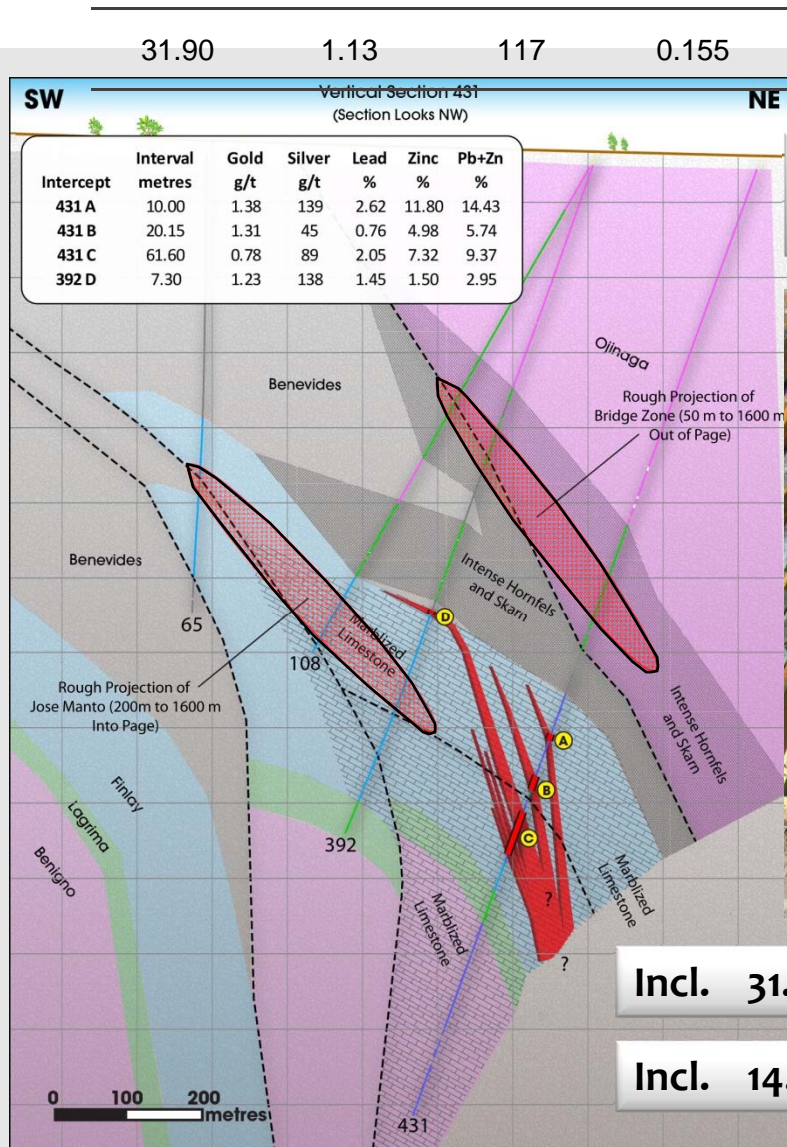 31.90 1.13 117 0.155
SW
Vertical Section 431
(Section Looks NW)
NE
Interval Gold Silver Lead Zinc Pb+Zn
Intercept metres g/t g/t % % %
431 A 10.00 1.38 139 2.62 11.80 14.43
431 B 20.15 1.31 45 0.76 4.98 5.74
431 C 61.60 0.78 89 2.05 7.32 9.37
392 D 7.30 1.23 138 1.45 1.50 2.95
Ojinaga
Benevides
Rough Projection of
Bridge Zone (50 m to 1600 m
Out of Page)
Benevides
Intense Hornfels
and Skarn
65
D
Marblized
Limestone
108
Rough Projection of
Jose Manto (200m to 1600 m
Into Page)
Intense Hornfels
and Skarn
A
B
C
Finlay
Lagrima
Benigno
392
Marblized
Limestone
Marblized
Limestone
?
?
Incl. 31.
Incl. 14.
0 100 200
metres
431